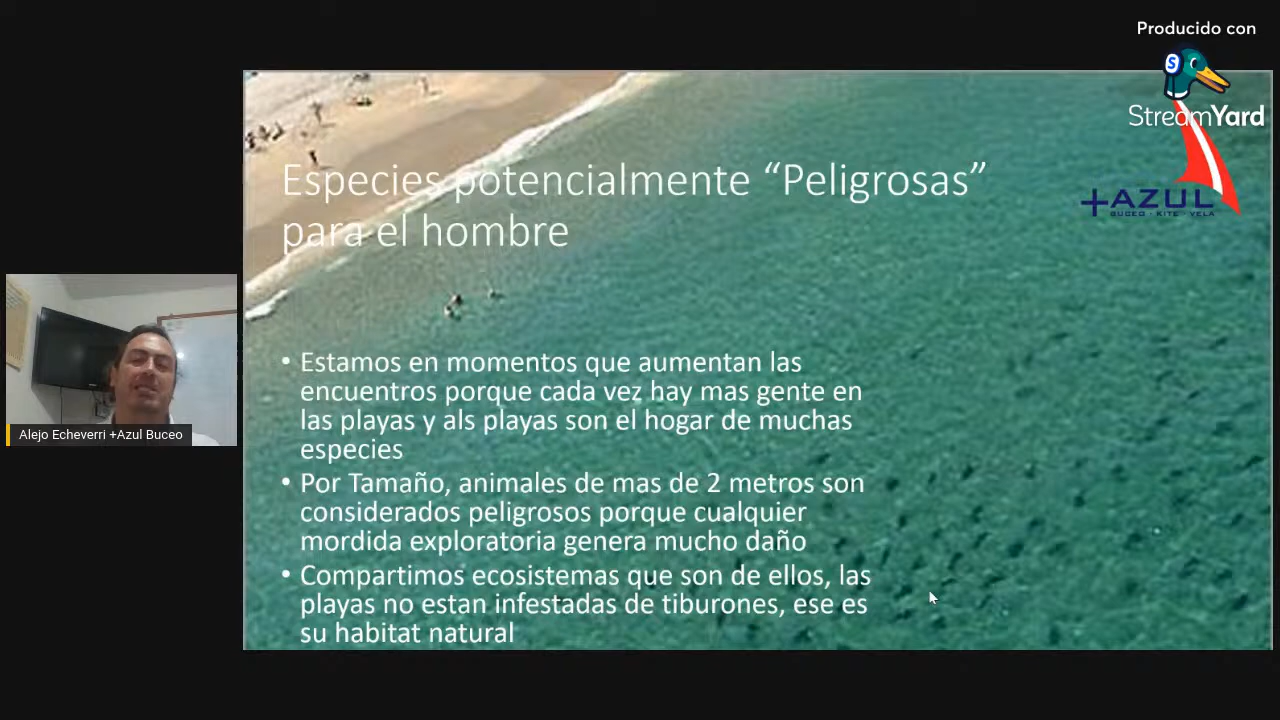 Producido con
StreamYard
+AZUL
BUCEO - KITE - VELA
Especies potencialmente “Peligrosas”
para el hombre
• Estamos en momentos que aumentan las
encuentros porque cada vez hay mas gente en
las playas y als playas son el hogar de muchas
especies
• Por Tamaño, animales de mas de 2 metros son
considerados peligrosos porque cualquier
mordida exploratoria genera mucho daño
• Compartimos ecosistemas que son de ellos, las
playas no estan infestadas de tiburones, ese es
su habitat natural
Alejo Echeverri +Azul Buceo